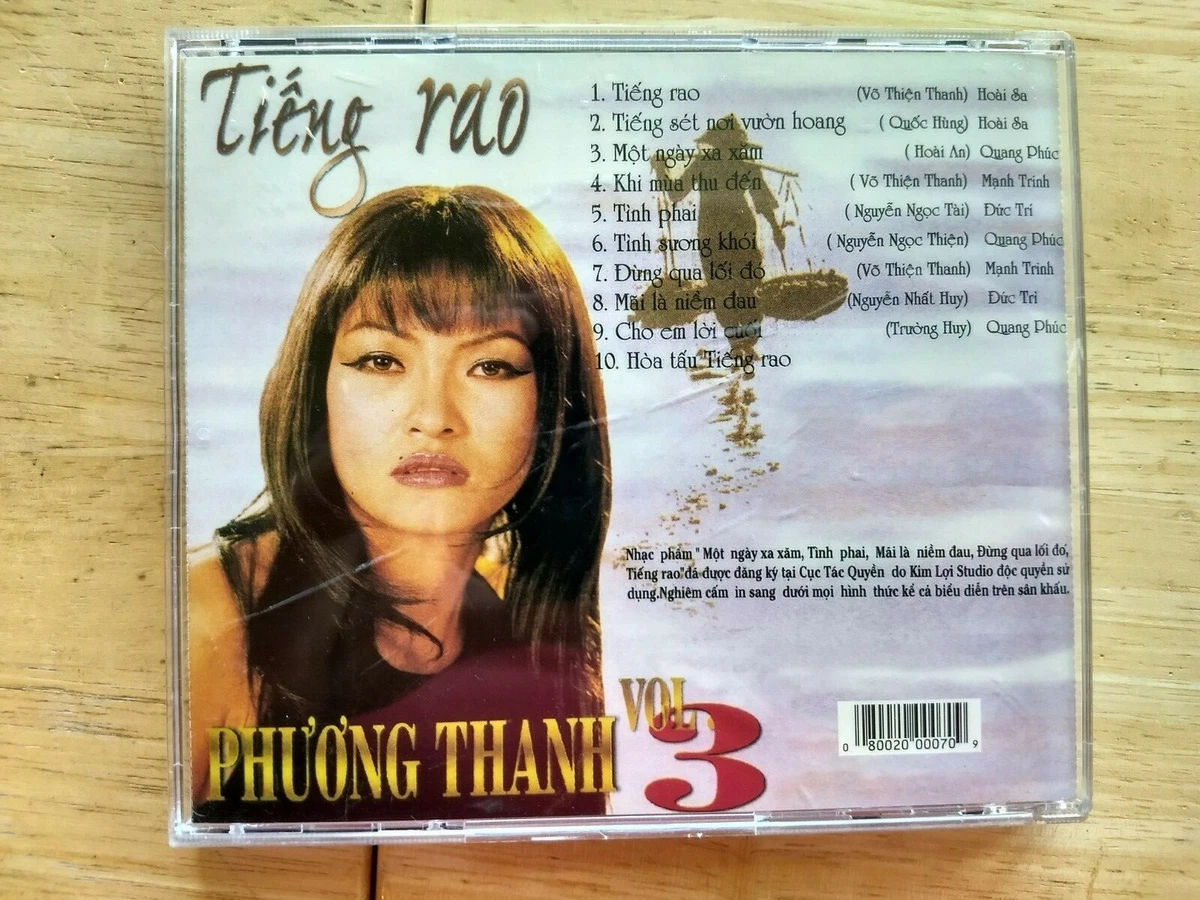 Tiếng rao
1. Tiếng rao (Võ Thiện Thanh) Hoài Sa
2. Tiếng sét nơi vườn hoang ( Quốc Hùng) Hoài Sa
3. Một ngày xa xăm ( Hoài An) Quang Phúc
4. Khi mùa thu đến ( Võ Thiện Thanh) Mạnh Trinh
5. Tình phai ( Nguyễn Ngọc Tài) Đức Trí
6. Tình sương khói ( Nguyễn Ngọc Thiện) Quang Phúc
7. Đừng qua lối đó (Võ Thiện Thanh) Mạnh Trinh
8. Mãi là niềm đau (Nguyễn Nhất Huy) Đức Trí
9. Cho em lời cuối (Trường Huy) Quang Phúc
10. Hòa tấu Tiếng rao
Nhạc phẩm " Một ngày xa xăm, Tình phai, Mãi là niềm đau, Đừng qua lối đó,
Tiếng rao"đã được đăng ký tại Cục Tác Quyền do Kim Lợi Studio độc quyền sử
dụng.Nghiêm cấm in sang dưới mọi hình thức kể cả biểu diễn trên sân khấu.
PHƯƠNG THANH
VOL. 3
0 80020 00070 9